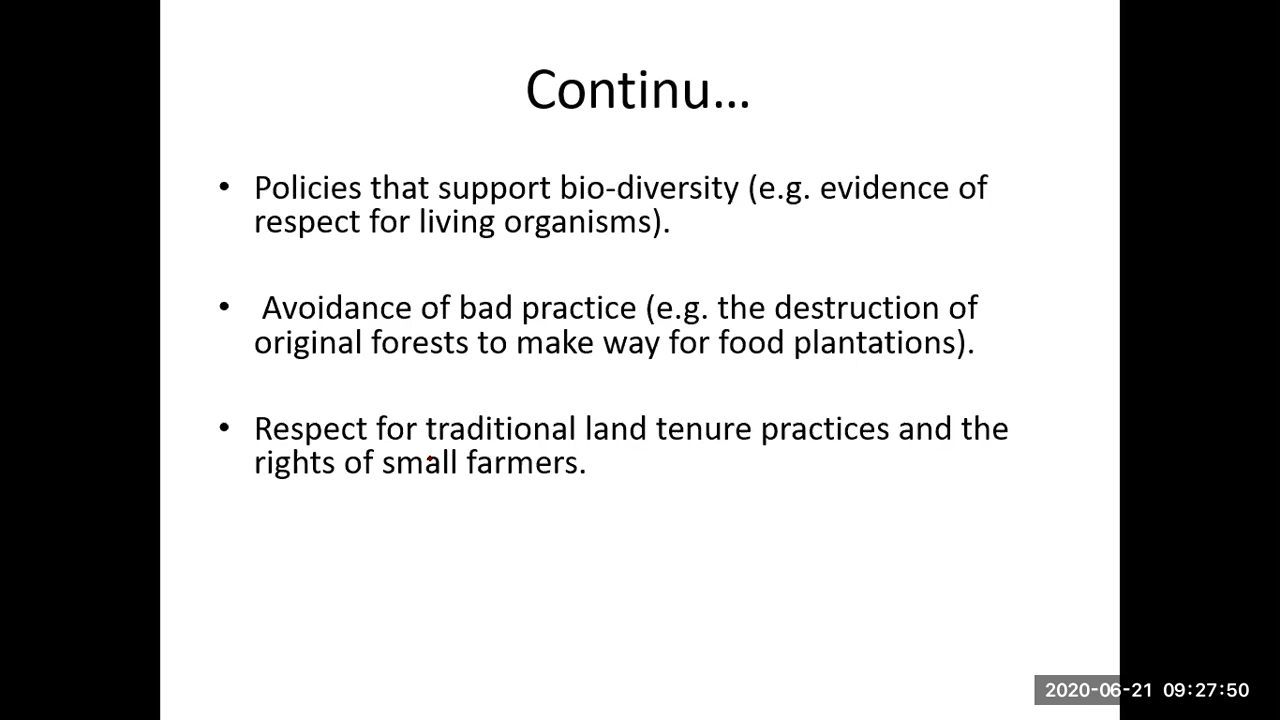 Continu...
• Policies that support bio-diversity (e.g. evidence of
respect for living organisms).
• Avoidance of bad practice (e.g. the destruction of
original forests to make way for food plantations).
• Respect for traditional land tenure practices and the
rights of small farmers.
2020-06-21 09:27:50